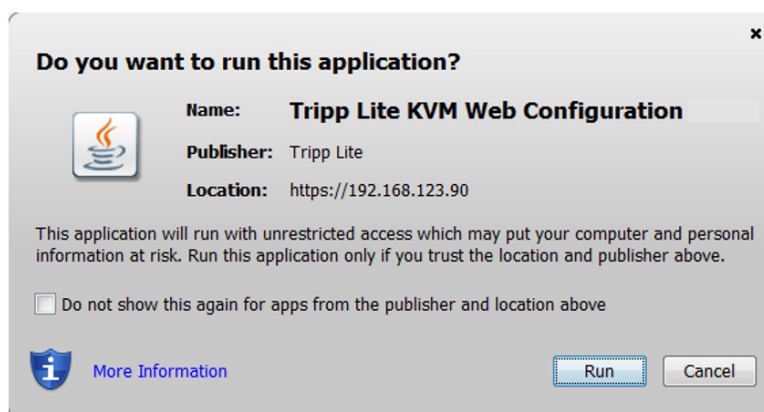 Do you want to run this application?
Name: Tripp Lite KVM Web Configuration
Publisher: Tripp Lite
Location: https://192.168.123.90
This application will run with unrestricted access which may put your computer and personal
information at risk. Run this application only if you trust the location and publisher above.
Do not show this again for apps from the publisher and location above
More Information
Run Cancel